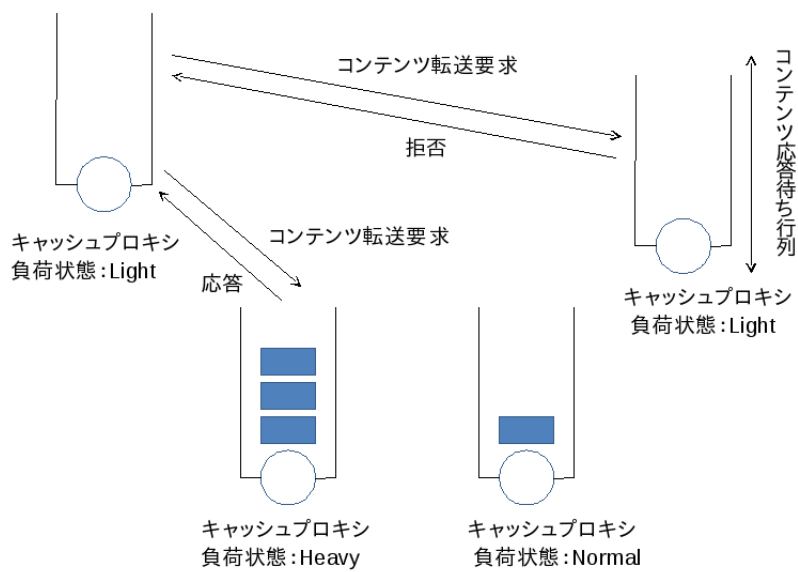 コンテンツ転送要求
拒否
コンテンツ応答待ち行列
キャッシュプロキシ
負荷状態:Light
コンテンツ転送要求
応答
キャッシュプロキシ
負荷状態:Light
キャッシュプロキシ
負荷状態:Heavy
キャッシュプロキシ
負荷状態:Normal